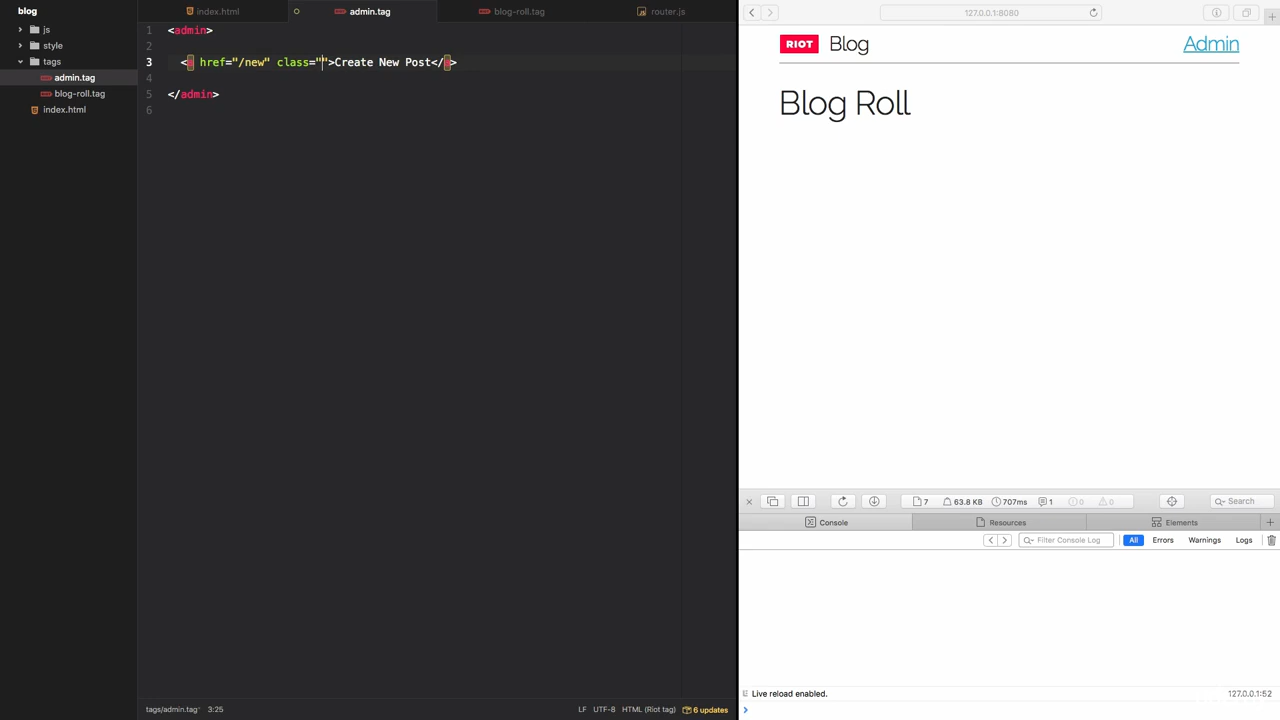 blog
js
style
tags
admin.tag
blog-roll.tag
index.html
index.html
admin.tag
blog-roll.tag
router.js
1 <admin>
2
3 <a href="/new" class="">Create New Post</a>
4
5 </admin>
6
tags/admin.tag 3:25
LF UTF-8 HTML (Riot tag) 6 updates
127.0.0.1:8080
RIOT Blog
Admin
Blog Roll
7 63.8 KB 707ms 1 0 0
Search
Console
Resources
Elements
Filter Console Log
All Errors Warnings Logs
Live reload enabled.
127.0.0.1:52